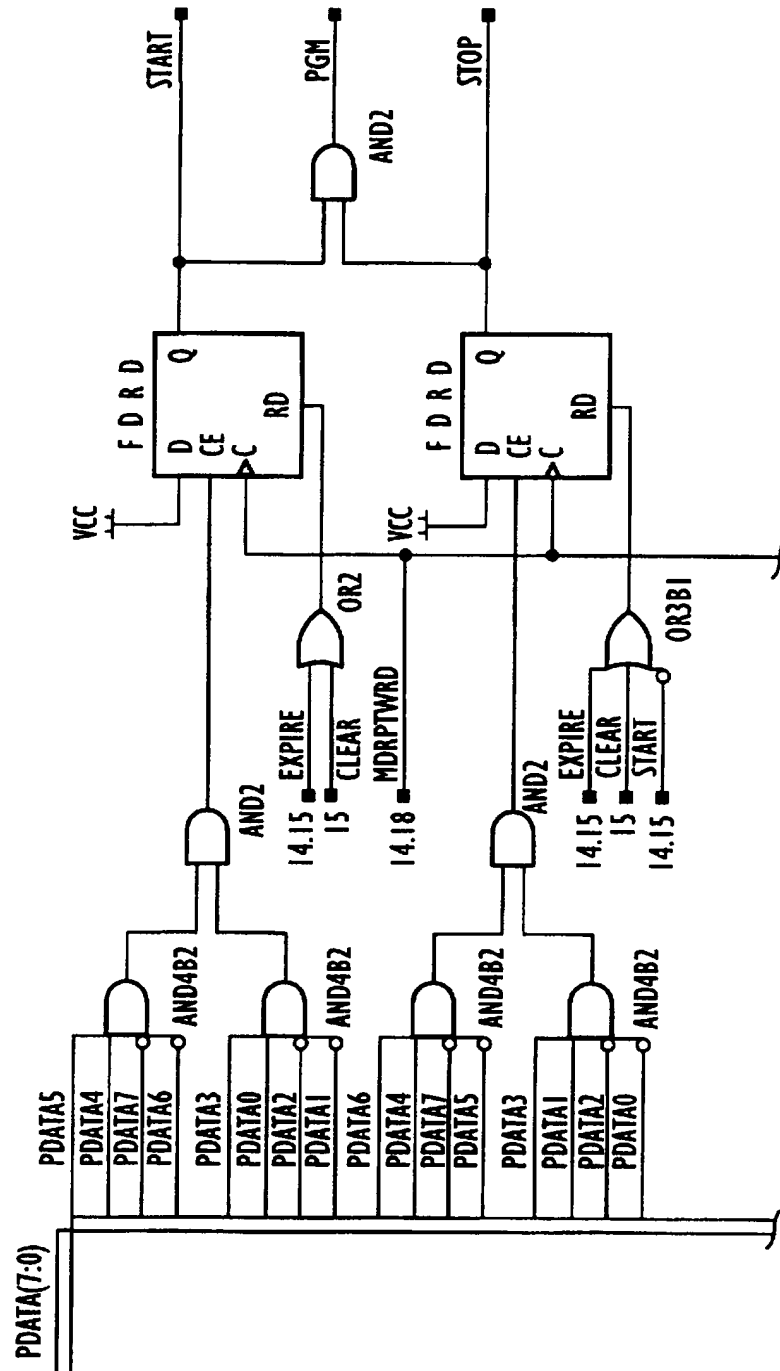 PDATA(7:0)
PDATA5
PDATA4
PDATA7
PDATA6
AND4B2
PDATA3
PDATA0
PDATA2
PDATA1
AND4B2
AND2
14.15 EXPIRE
15 CLEAR
OR2
VCC
F D R D
D
CE
C
Q
RD
START
AND2
PGM
14.18 MDRPTWRD
PDATA6
PDATA4
PDATA7
PDATA5
AND4B2
PDATA3
PDATA1
PDATA2
PDATA0
AND4B2
AND2
14.15 EXPIRE
15 CLEAR
14.15 START
OR3B1
VCC
F D R D
D
CE
C
Q
RD
STOP